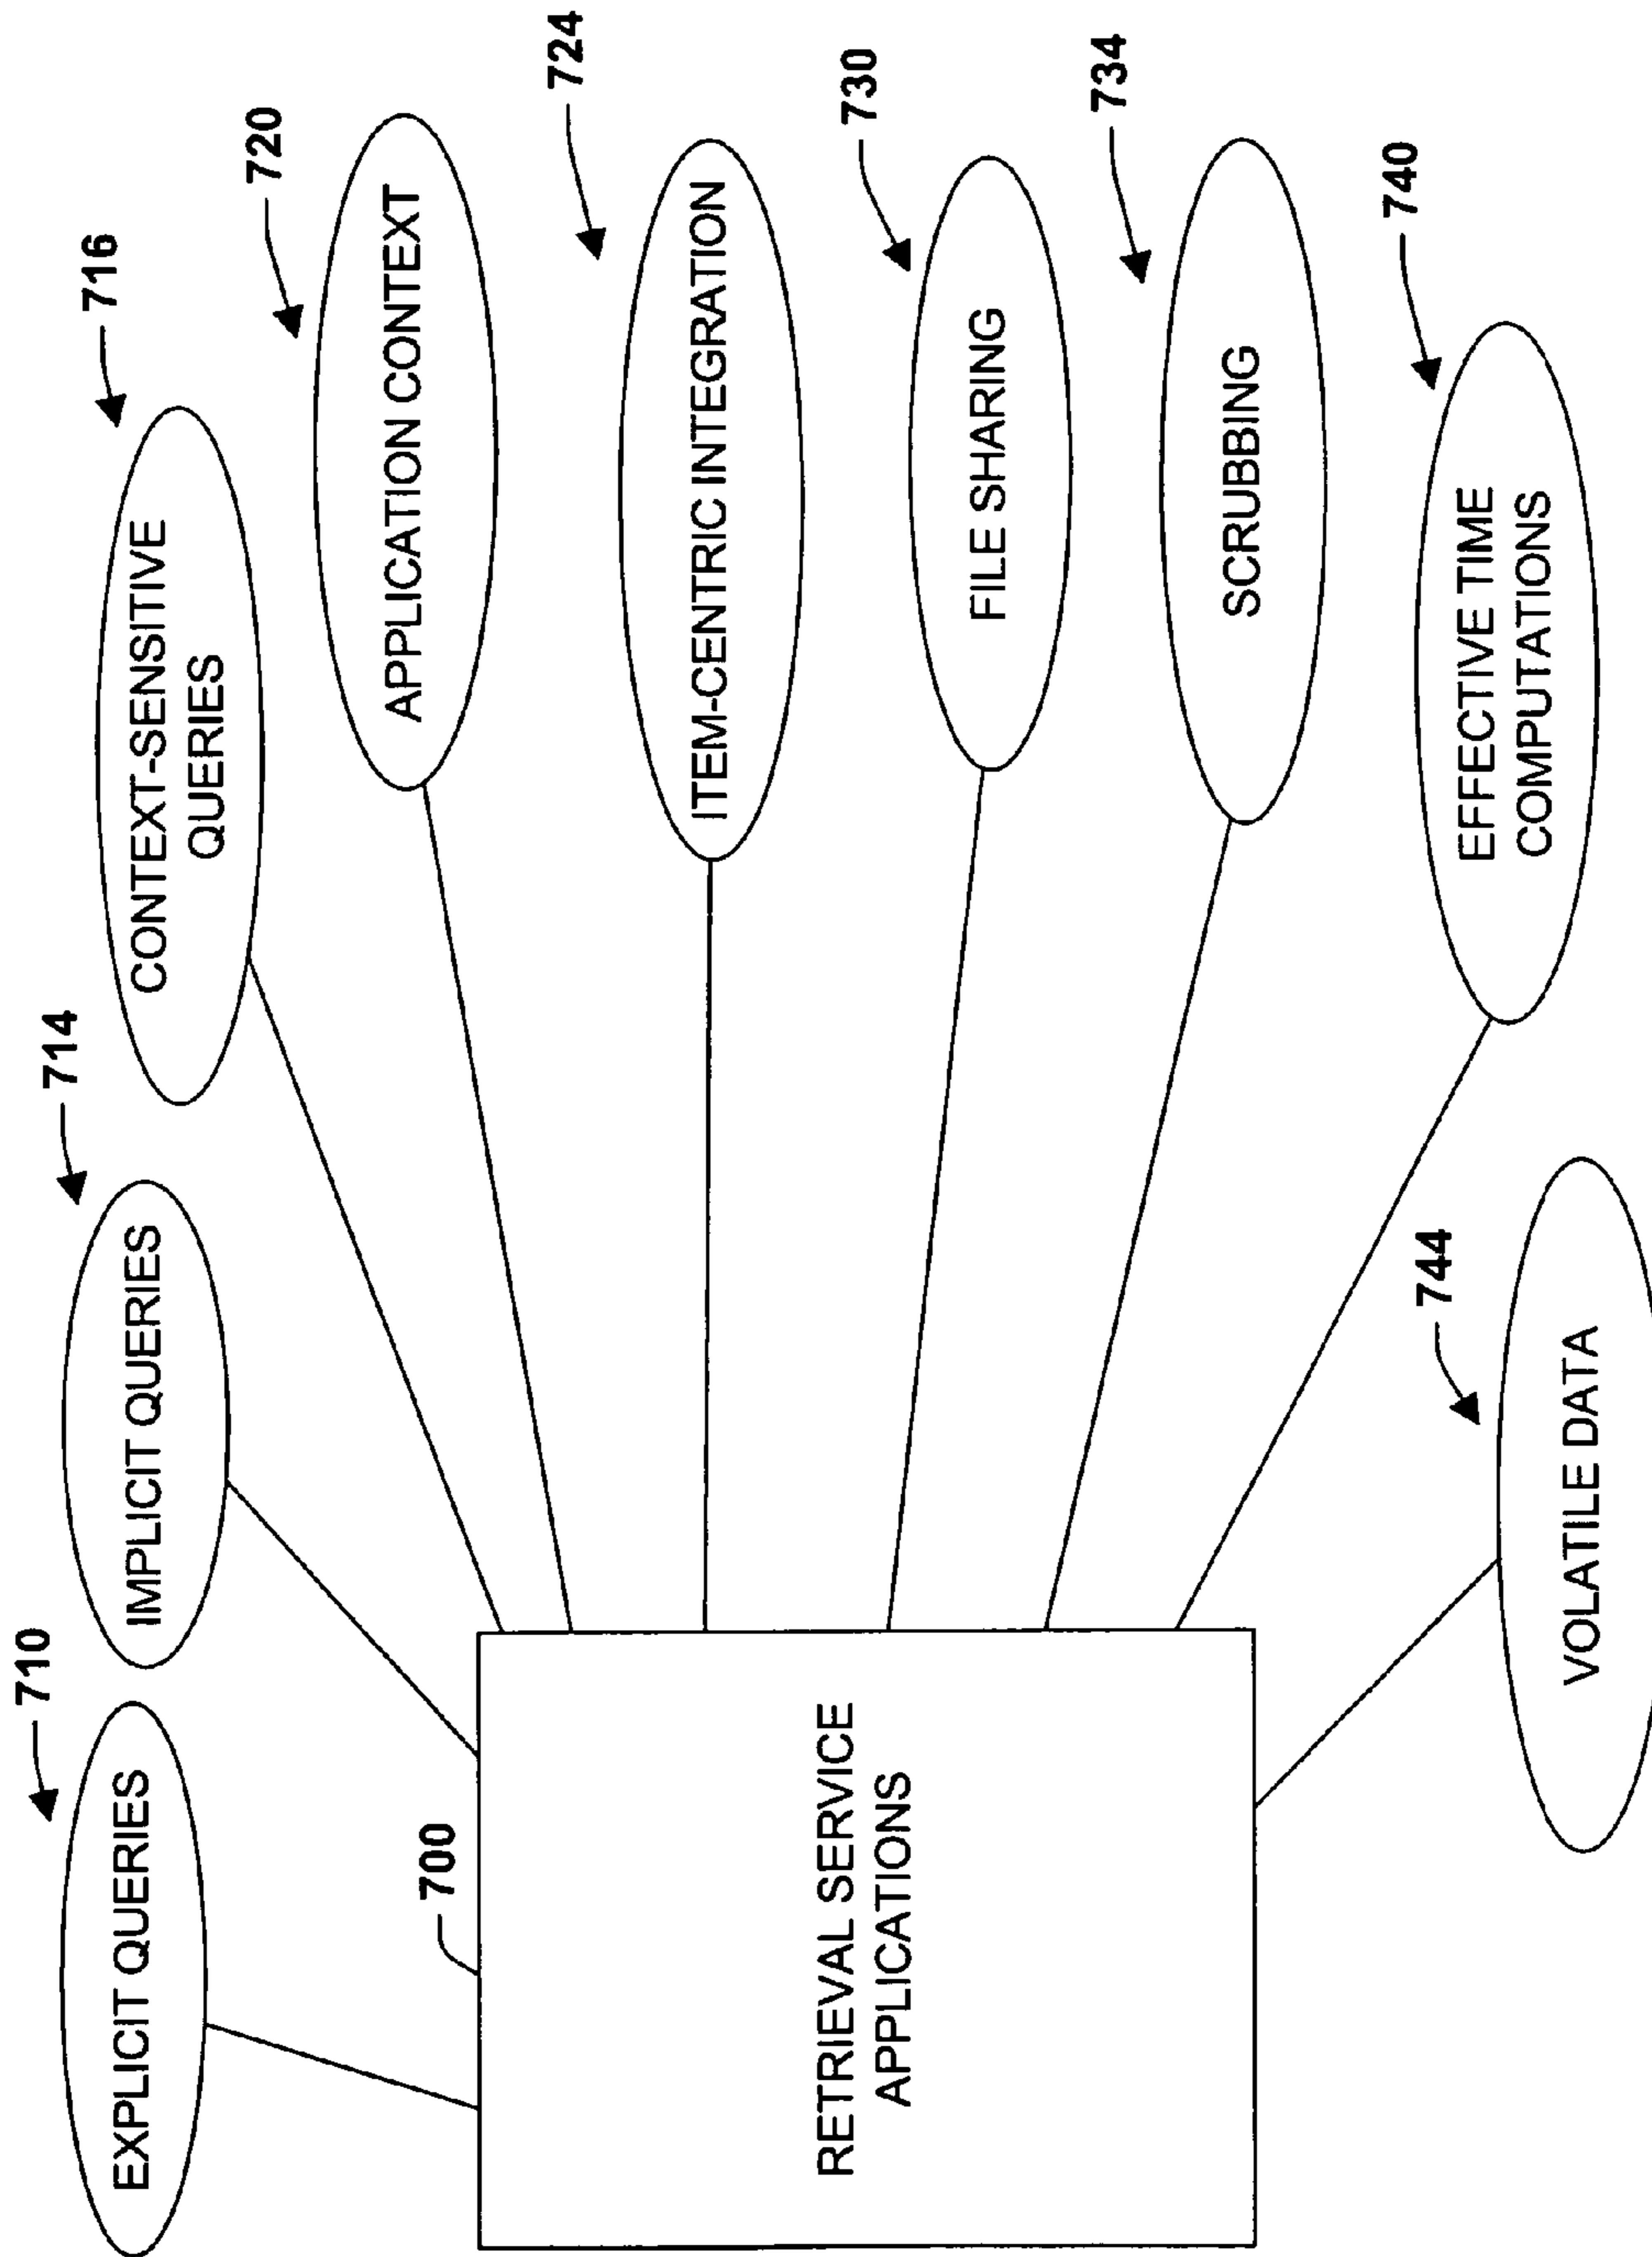 710
EXPLICIT QUERIES
714
IMPLICIT QUERIES
716
CONTEXT-SENSITIVE
QUERIES
720
APPLICATION CONTEXT
724
ITEM-CENTRIC INTEGRATION
730
FILE SHARING
734
SCRUBBING
740
EFFECTIVE TIME
COMPUTATIONS
744
VOLATILE DATA
700
RETRIEVAL SERVICE
APPLICATIONS